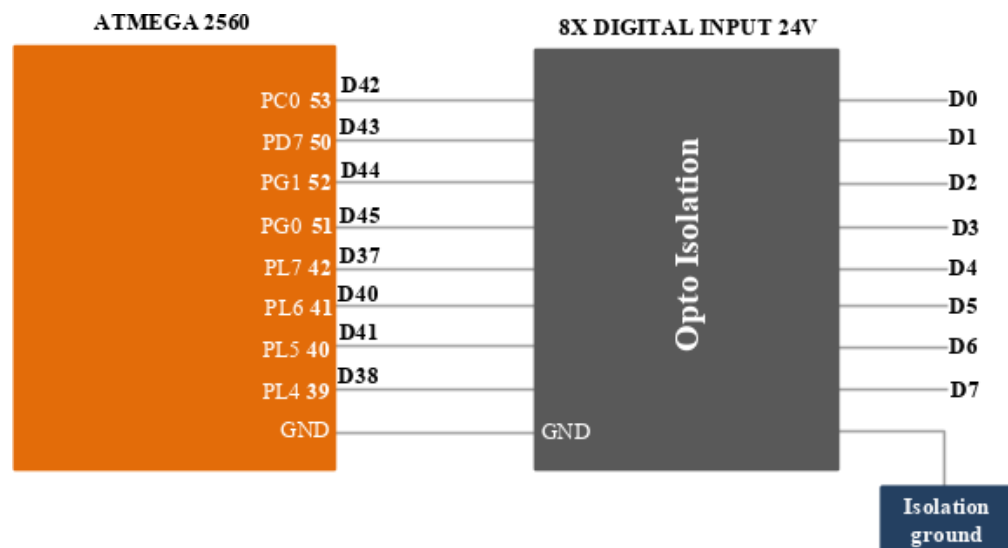 ATMEGA 2560
8X DIGITAL INPUT 24V
PC0 53 D42 D0
PD7 50 D43 D1
PG1 52 D44 D2
PG0 51 D45 D3
PL7 42 D37 D4
PL6 41 D40 D5
PL5 40 D41 D6
PL4 39 D38 D7
GND GND
Opto Isolation
Isolation
ground